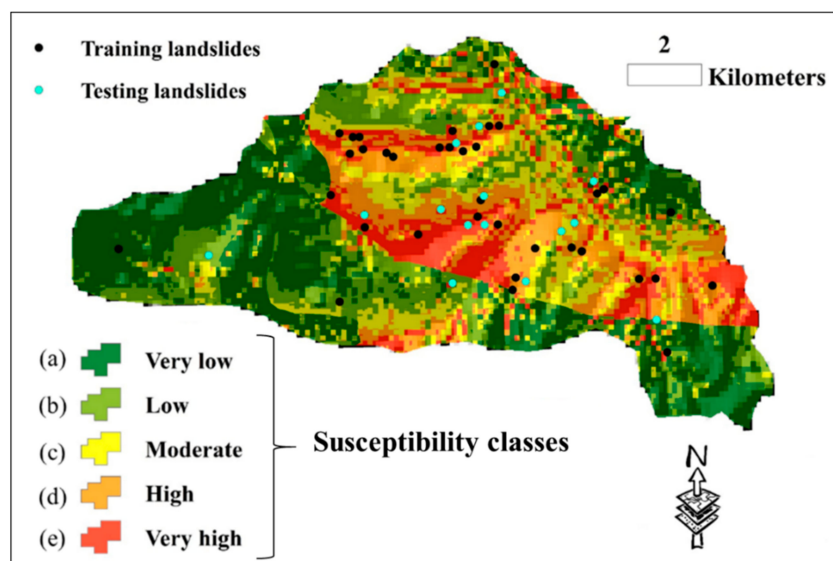 Training landslides
Testing landslides
2
Kilometers
(a) Very low
(b) Low
(c) Moderate
(d) High
(e) Very high
Susceptibility classes
N